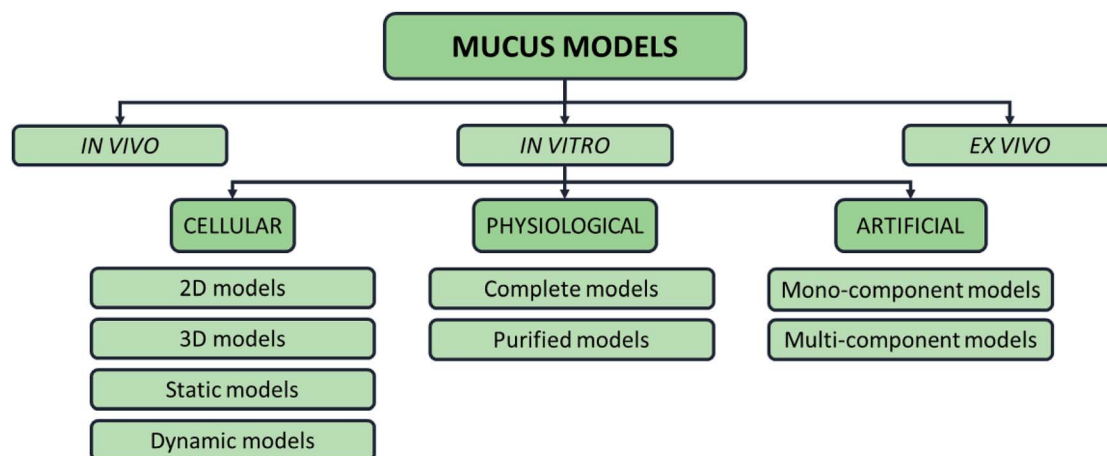 MUCUS MODELS
IN VIVO
IN VITRO
EX VIVO
CELLULAR
PHYSIOLOGICAL
ARTIFICIAL
2D models
3D models
Static models
Dynamic models
Complete models
Purified models
Mono-component models
Multi-component models